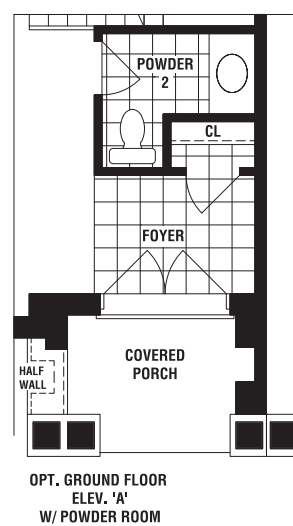 POWDER
2
CL
FOYER
COVERED
PORCH
HALF
WALL
OPT. GROUND FLOOR
ELEV. 'A'
W/ POWDER ROOM